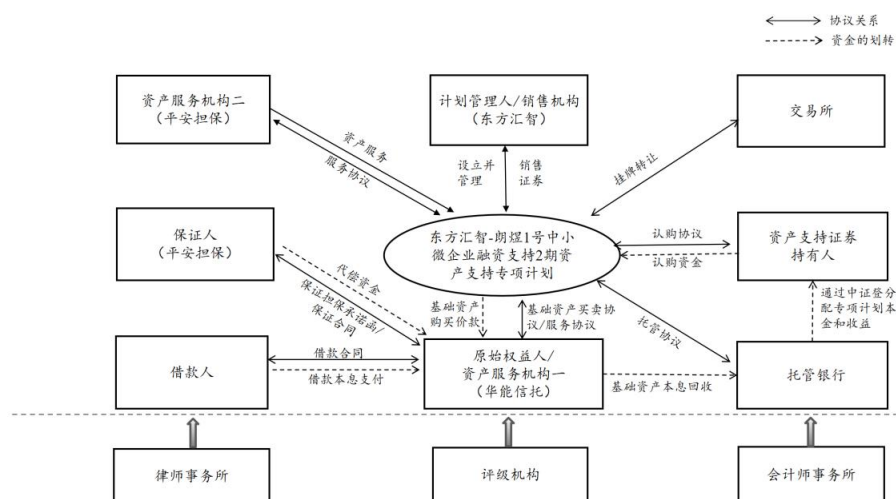 协议关系
资金的划转
资产服务机构二
（平安担保）
计划管理人/销售机构
（东方汇智）
交易所
资产服务
服务协议
设立并
管理
销售
证券
挂牌转让
保证人
（平安担保）
东方汇智-朗煜1号中小
微企业融资支持2期资
产支持专项计划
认购协议
认购资金
资产支持证券
持有人
代偿资金
保证担保承诺函/
保证合同
基础资产
购买价款
基础资产买卖协
议/服务协议
托管协议
通过中证登分
配专项计划本
金和收益
借款人
借款合同
借款本息支付
原始权益人/
资产服务机构一
（华能信托）
基础资产本息回收
托管银行
律师事务所
评级机构
会计师事务所